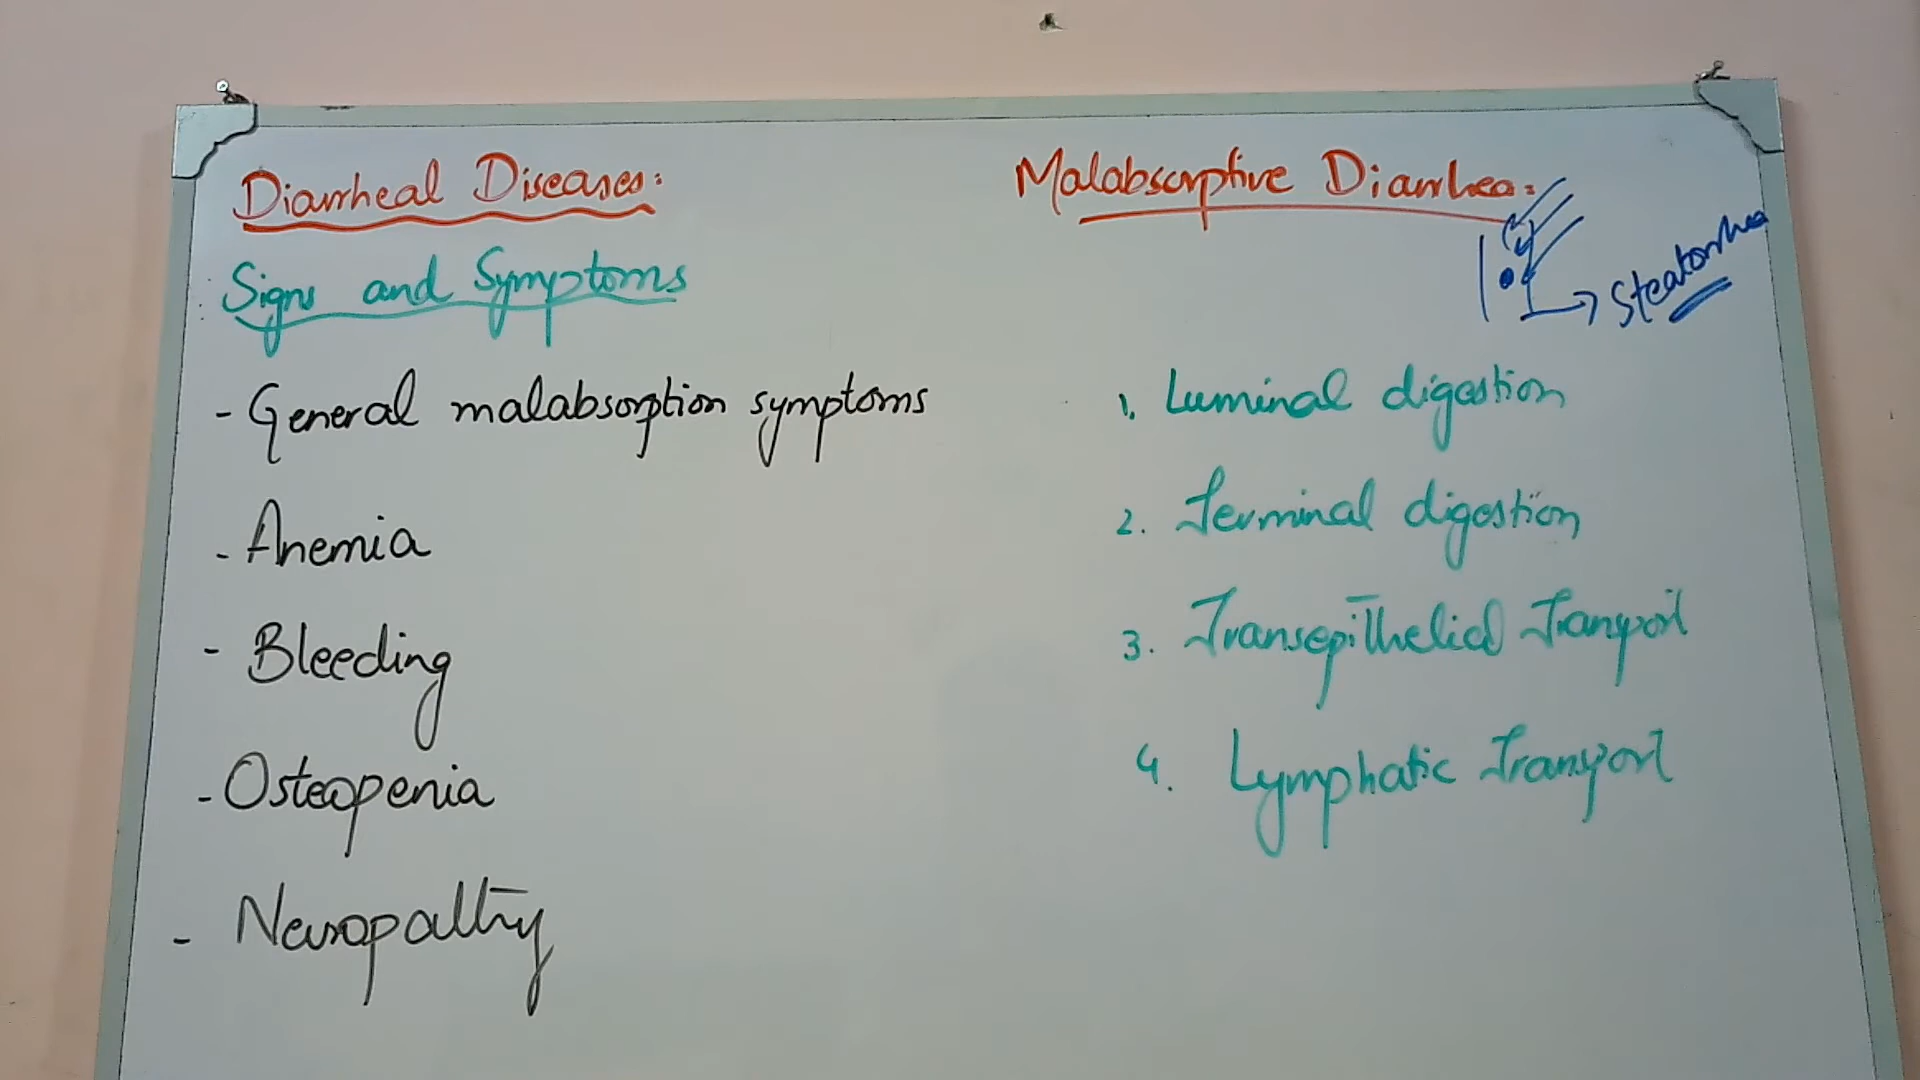 Diarrheal Diseases:
Signs and Symptoms
- General malabsorption symptoms
- Anemia
- Bleeding
- Osteopenia
- Neuropathy
Malabsorptive Diarrhea:
Steatorrhea
1. Luminal digestion
2. Terminal digestion
3. Transepithelial Transport
4. Lymphatic Transport